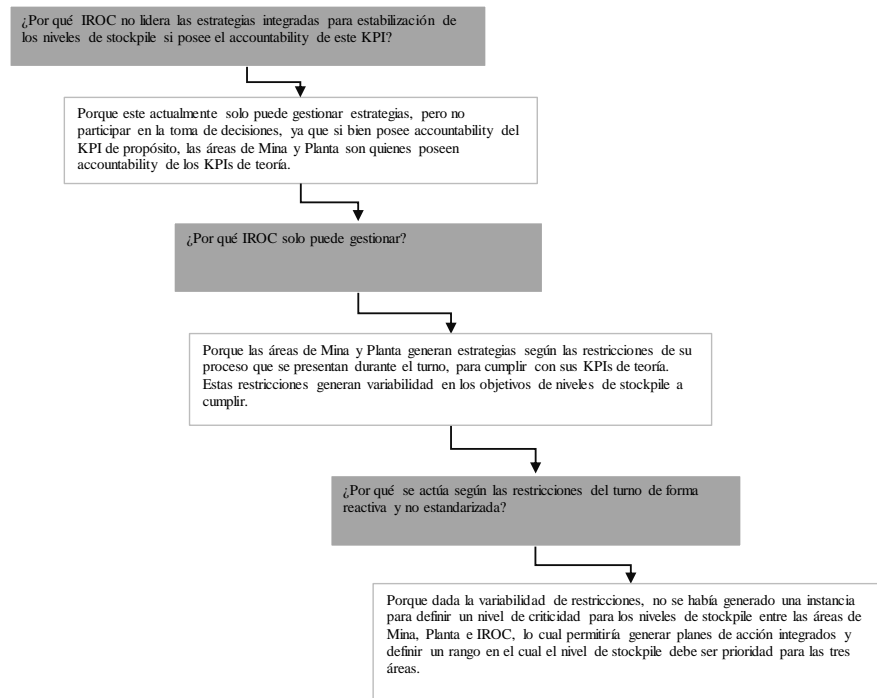 ¿Por qué IROC no lidera las estrategias integradas para estabilización de
los niveles de stockpile si posee el accountability de este KPI?
Porque este actualmente solo puede gestionar estrategias, pero no
participar en la toma de decisiones, ya que si bien posee accountability del
KPI de propósito, las áreas de Mina y Planta son quienes poseen
accountability de los KPIs de teoría.
¿Por qué IROC solo puede gestionar?
Porque las áreas de Mina y Planta generan estrategias según las restricciones de su
proceso que se presentan durante el turno, para cumplir con sus KPIs de teoría.
Estas restricciones generan variabilidad en los objetivos de niveles de stockpile a
cumplir.
¿Por qué se actúa según las restricciones del turno de forma
reactiva y no estandarizada?
Porque dada la variabilidad de restricciones, no se había generado una instancia
para definir un nivel de criticidad para los niveles de stockpile entre las áreas de
Mina, Planta e IROC, lo cual permitiría generar planes de acción integrados y
definir un rango en el cual el nivel de stockpile debe ser prioridad para las tres
áreas.